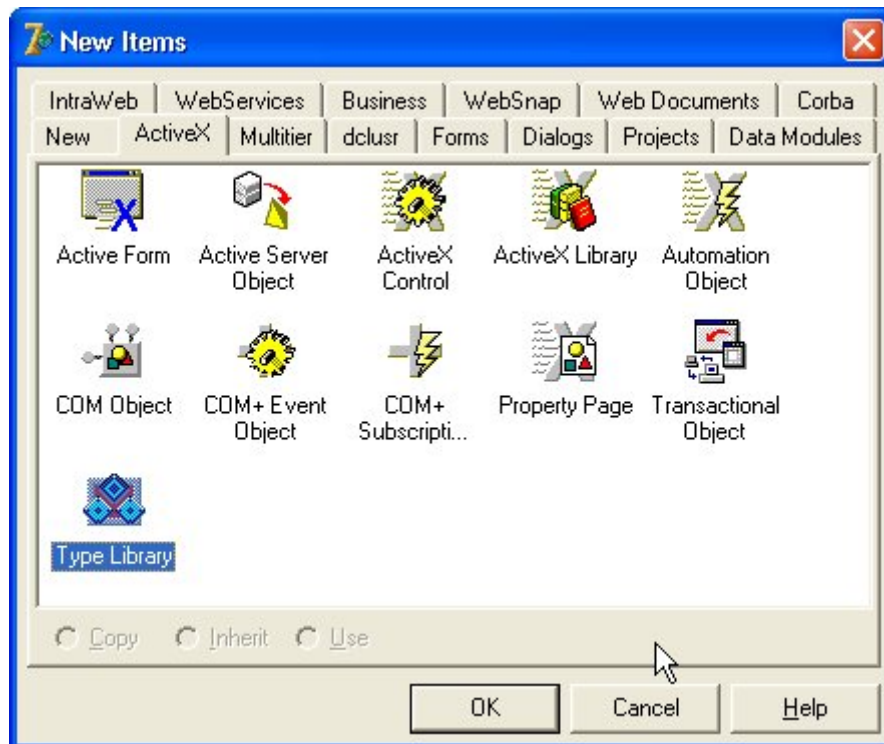 New Items
IntraWeb WebServices Business WebSnap Web Documents Corba
New ActiveX Multitier dclusr Forms Dialogs Projects Data Modules
Active Form Active Server Object ActiveX Control ActiveX Library Automation Object
COM Object COM+ Event Object COM+ Subscripti... Property Page Transactional Object
Type Library
Copy Inherit Use
OK Cancel Help